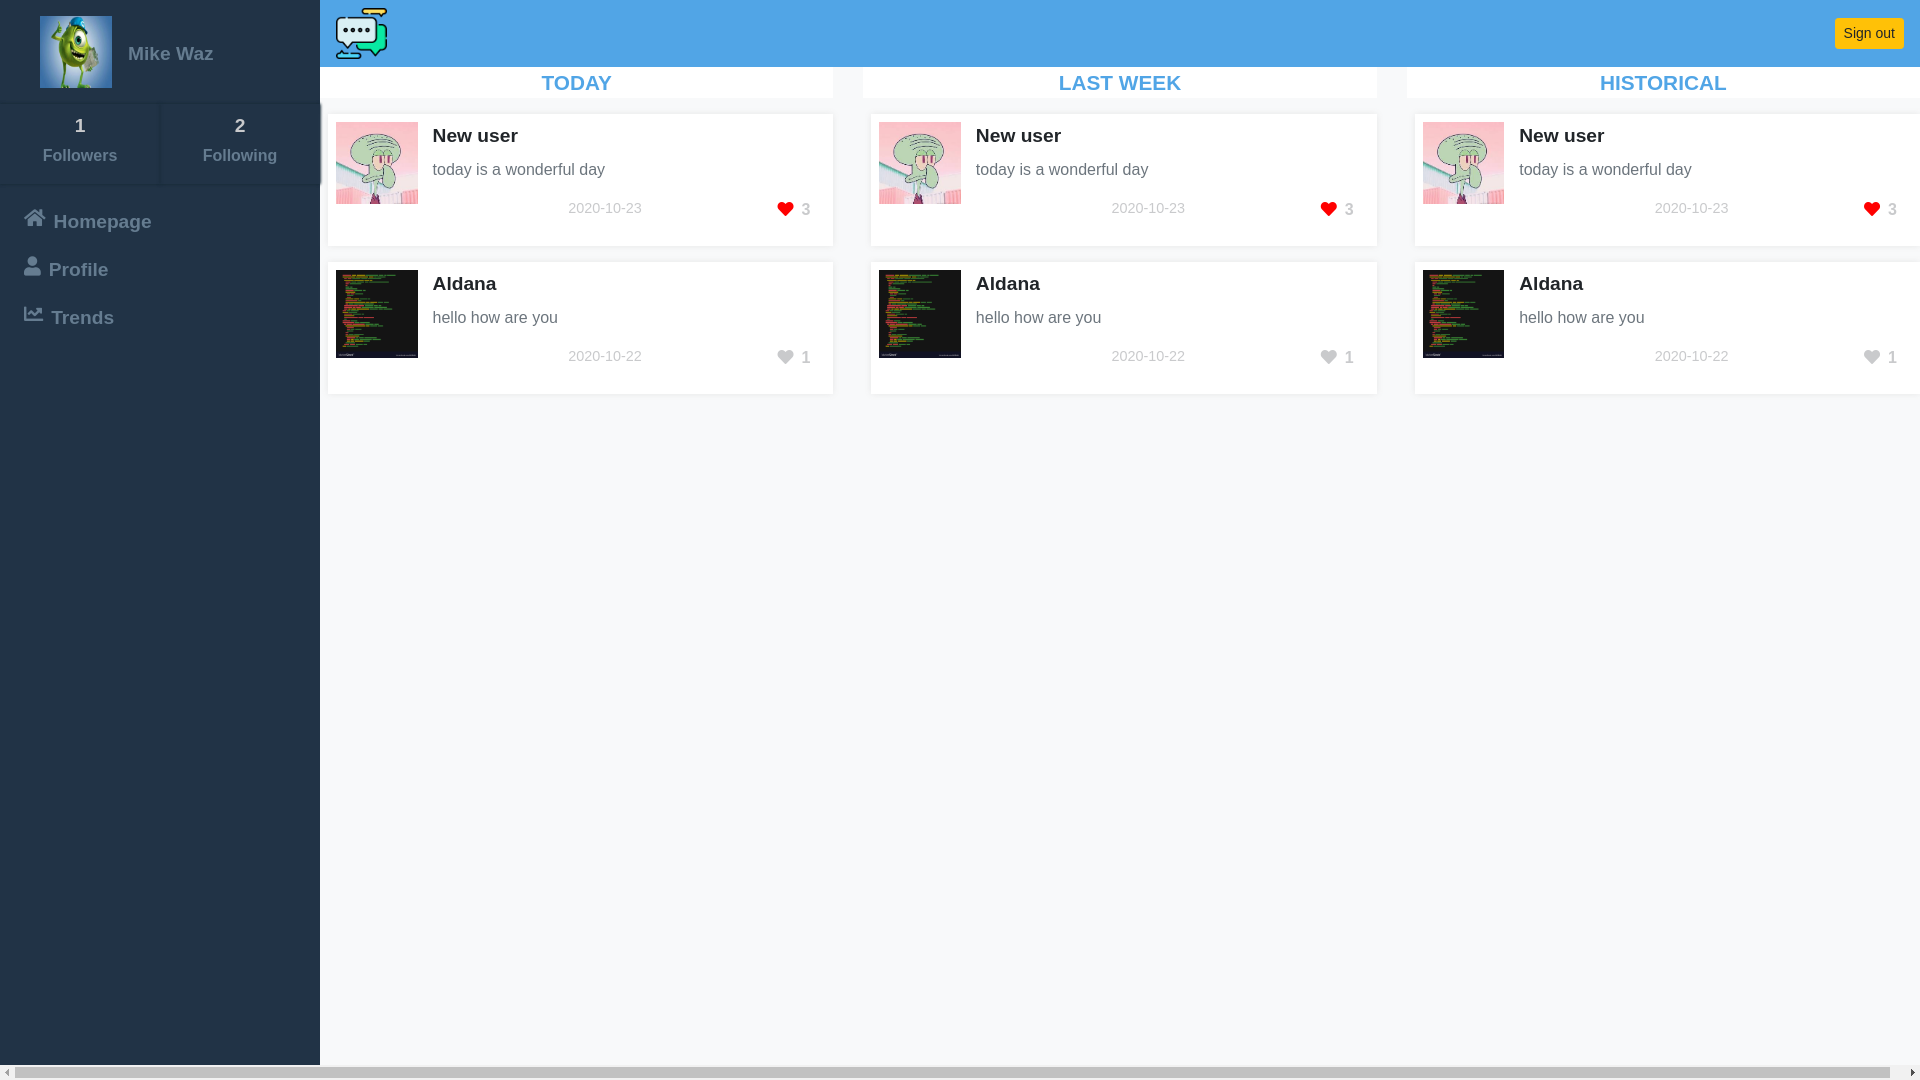 Mike Waz
1
Followers
2
Following
Homepage
Profile
Trends
Sign out
TODAY
New user
today is a wonderful day
2020-10-23
3
Aldana
hello how are you
2020-10-22
1
LAST WEEK
New user
today is a wonderful day
2020-10-23
3
Aldana
hello how are you
2020-10-22
1
HISTORICAL
New user
today is a wonderful day
2020-10-23
3
Aldana
hello how are you
2020-10-22
1